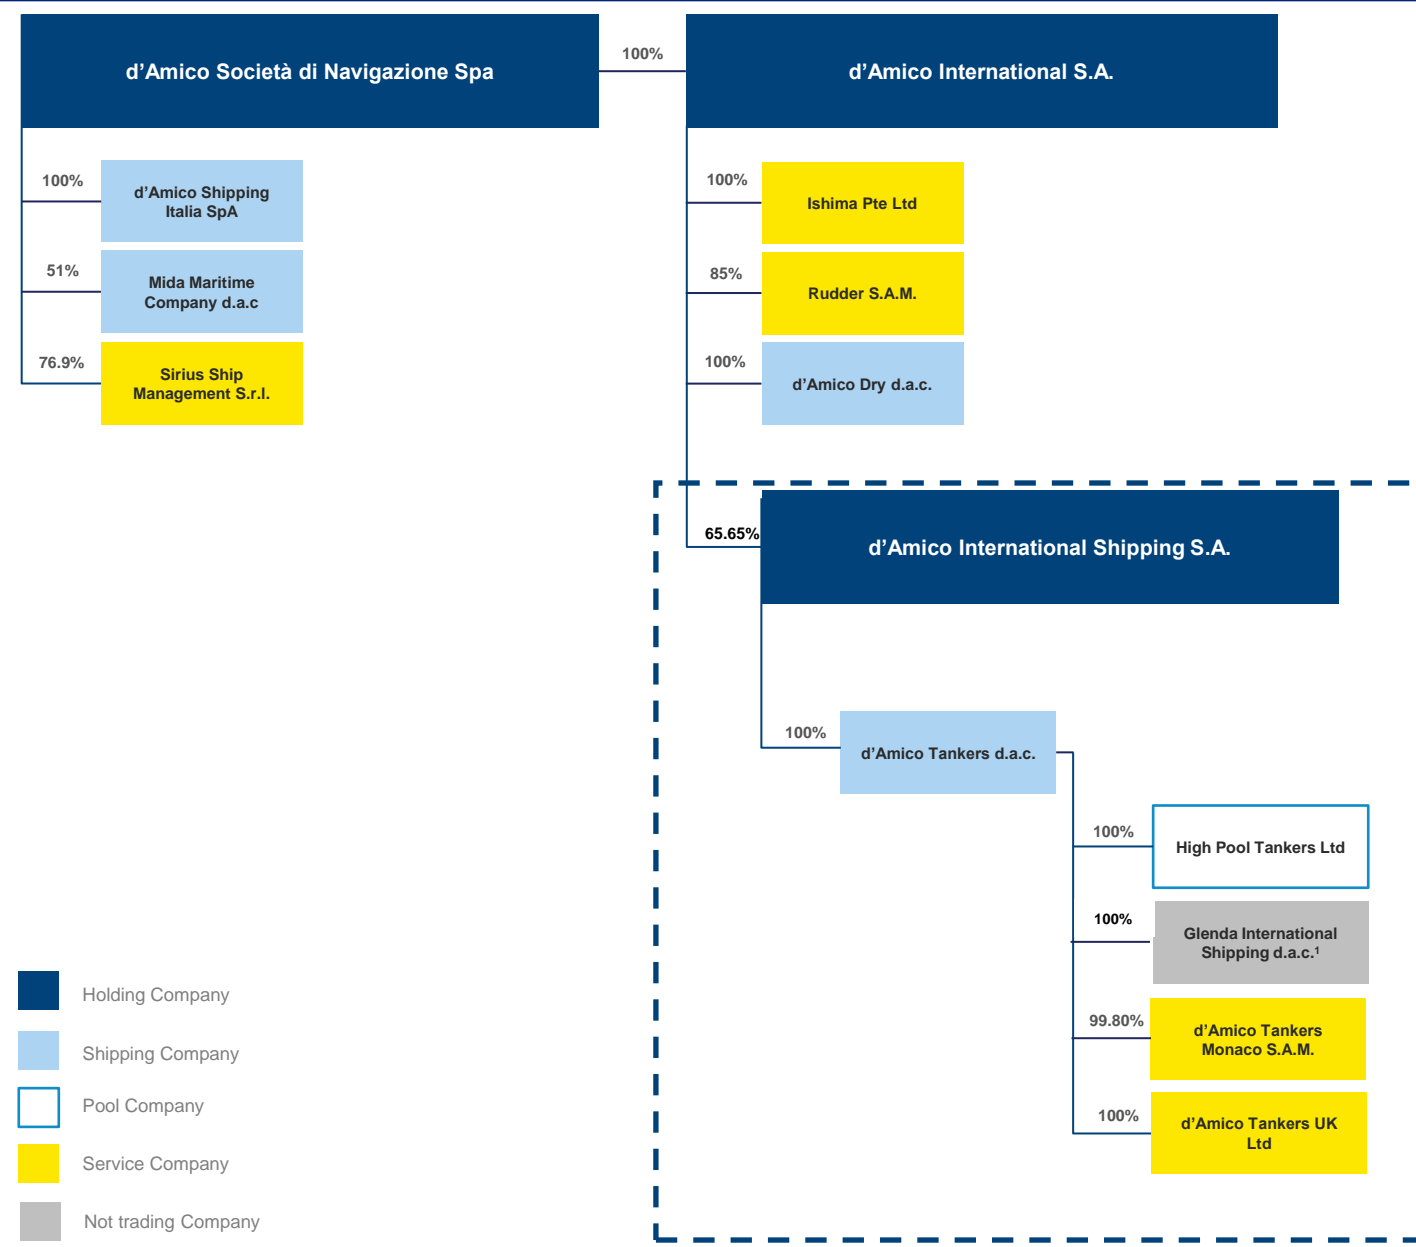 d’Amico Società di Navigazione Spa
100%
d’Amico International S.A.
100%
d’Amico Shipping
Italia SpA
51%
Mida Maritime
Company d.a.c
76.9%
Sirius Ship
Management S.r.l.
100%
Ishima Pte Ltd
85%
Rudder S.A.M.
100%
d’Amico Dry d.a.c.
65.65%
d’Amico International Shipping S.A.
100%
d’Amico Tankers d.a.c.
100%
High Pool Tankers Ltd
100%
Glenda International
Shipping d.a.c.¹
99.80%
d’Amico Tankers
Monaco S.A.M.
100%
d’Amico Tankers UK
Ltd
Holding Company
Shipping Company
Pool Company
Service Company
Not trading Company